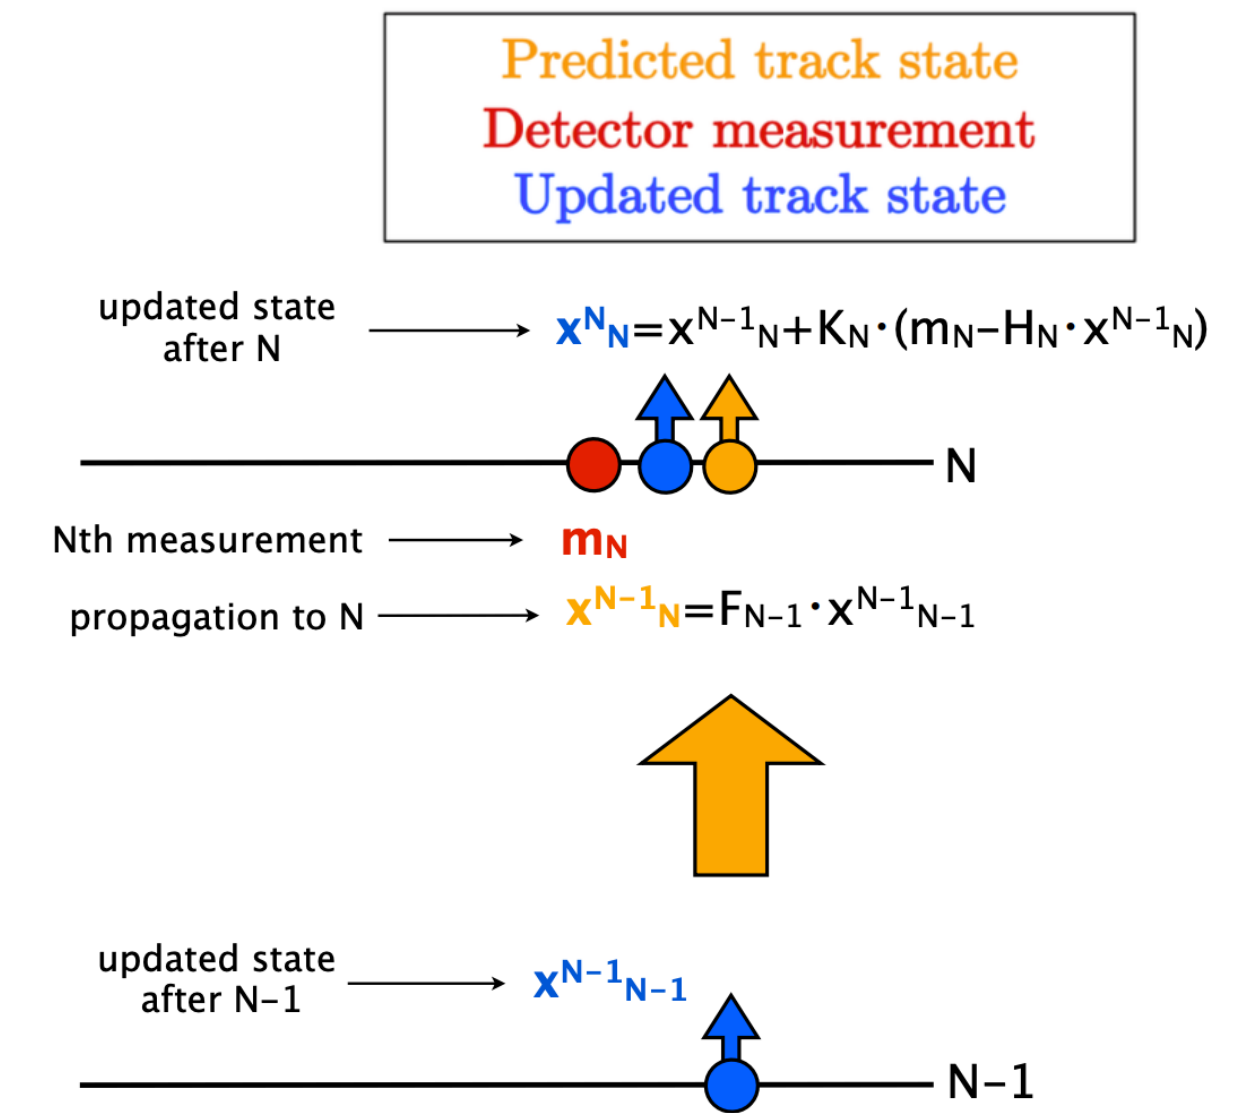 Predicted track state
Detector measurement
Updated track state
updated state
after N
xᴺN=xᴺ⁻¹N+KN·(mN−HN·xᴺ⁻¹N)
N
Nth measurement
mN
propagation to N
xᴺ⁻¹N=FN−1·xᴺ⁻¹N−1
updated state
after N−1
xᴺ⁻¹N−1
N−1